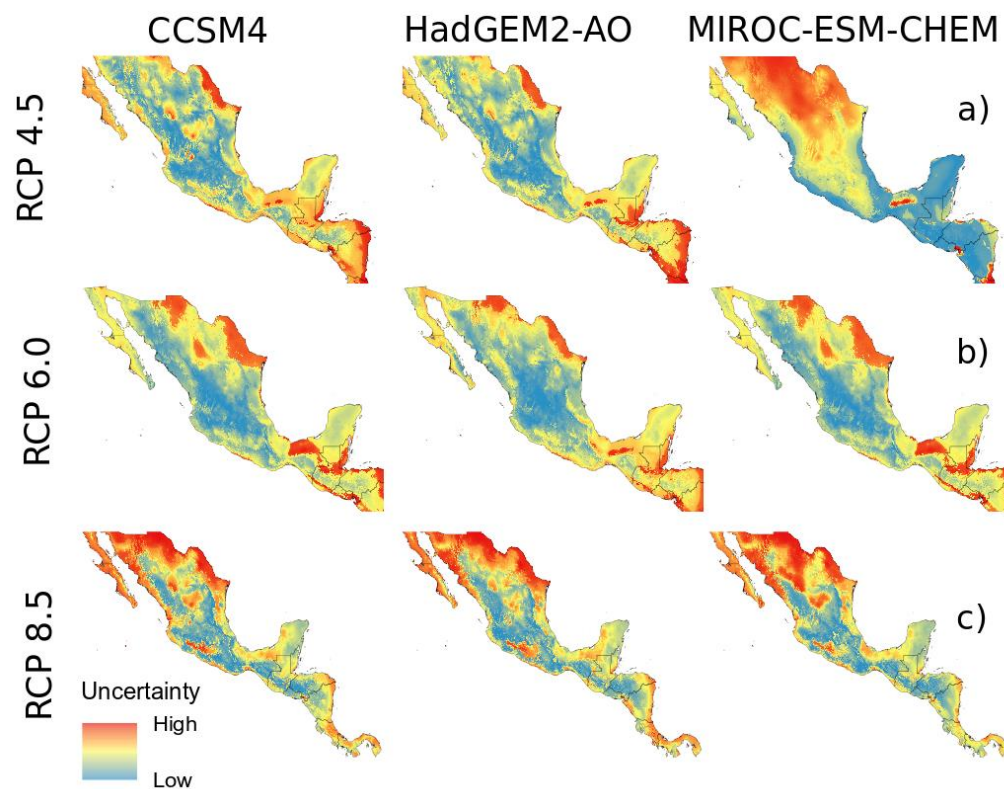 CCSM4 HadGEM2-AO MIROC-ESM-CHEM
RCP 4.5
a)
RCP 6.0
b)
RCP 8.5
c)
Uncertainty
High
Low